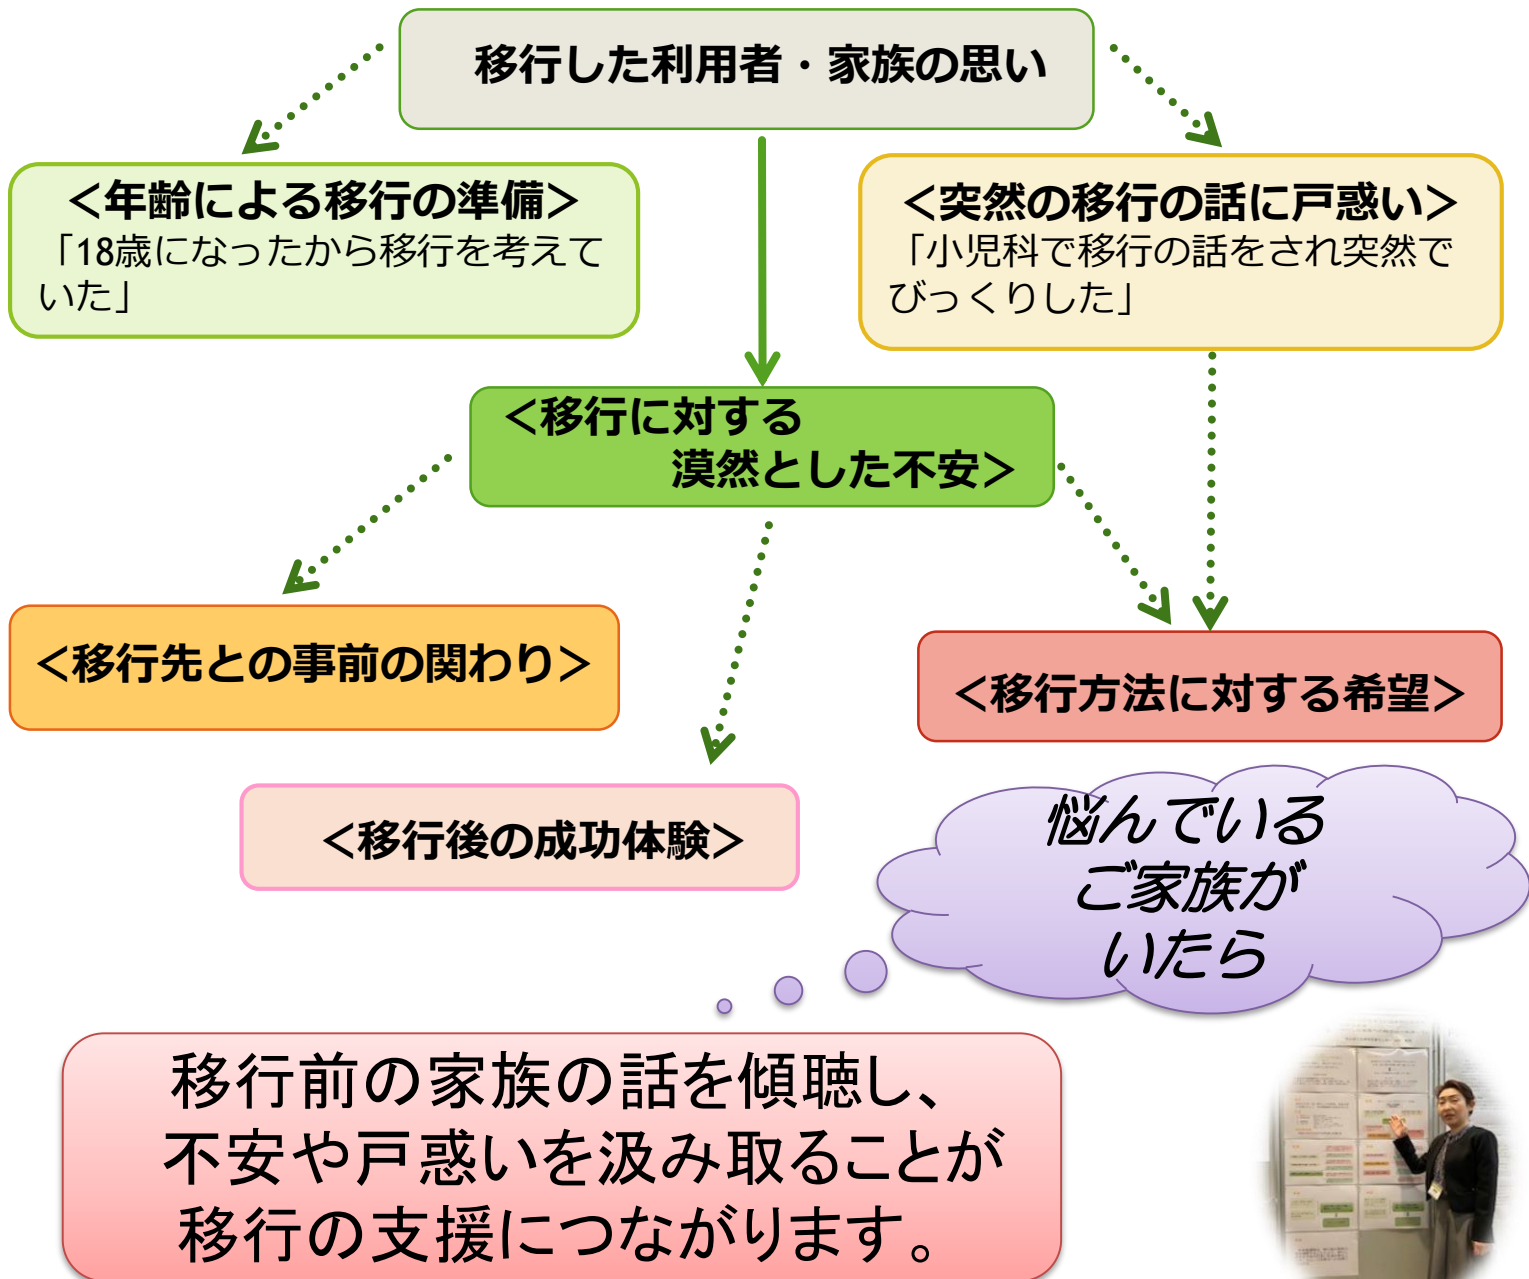 移行した利用者・家族の思い
＜年齢による移行の準備＞
「18歳になったから移行を考えて
いた」
＜突然の移行の話に戸惑い＞
「小児科で移行の話をされ突然で
びっくりした」
＜移行に対する
漠然とした不安＞
＜移行先との事前の関わり＞
＜移行方法に対する希望＞
＜移行後の成功体験＞
悩んでいる
ご家族が
いたら
移行前の家族の話を傾聴し、
不安や戸惑いを汲み取ることが
移行の支援につながります。